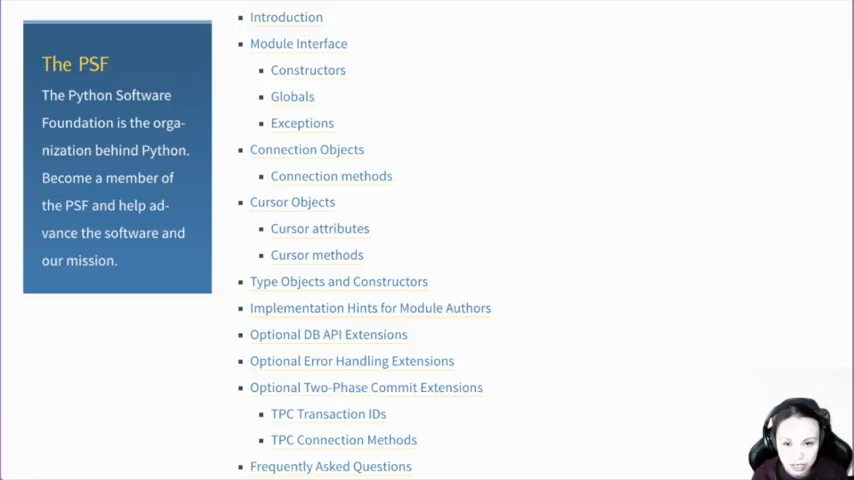 The PSF
The Python Software
Foundation is the orga-
nization behind Python.
Become a member of
the PSF and help ad-
vance the software and
our mission.
Introduction
Module Interface
Constructors
Globals
Exceptions
Connection Objects
Connection methods
Cursor Objects
Cursor attributes
Cursor methods
Type Objects and Constructors
Implementation Hints for Module Authors
Optional DB API Extensions
Optional Error Handling Extensions
Optional Two-Phase Commit Extensions
TPC Transaction IDs
TPC Connection Methods
Frequently Asked Questions